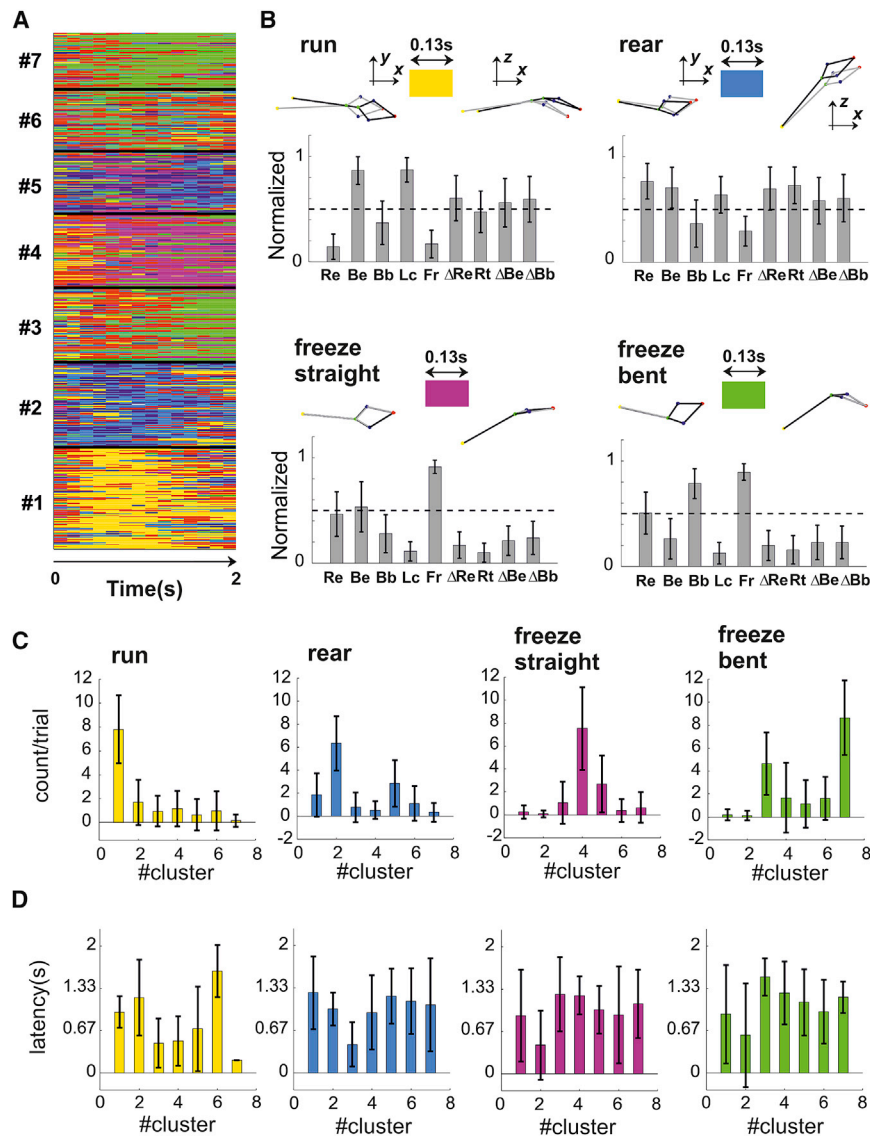 A
#7
#6
#5
#4
#3
#2
#1
0
2
Time(s)
B
run
y
x
0.13s
z
x
Normalized
1
0
Re Be Bb Lc Fr ΔRe Rt ΔBe ΔBb
rear
y
x
0.13s
z
x
1
0
Re Be Bb Lc Fr ΔRe Rt ΔBe ΔBb
freeze
straight
0.13s
Normalized
1
0
Re Be Bb Lc Fr ΔRe Rt ΔBe ΔBb
freeze
bent
0.13s
1
0
Re Be Bb Lc Fr ΔRe Rt ΔBe ΔBb
C
run
count/trial
12
10
8
6
4
2
0
-2
0 2 4 6 8
#cluster
rear
12
10
8
6
4
2
0
-2
0 2 4 6 8
#cluster
freeze
straight
12
10
8
6
4
2
0
-2
0 2 4 6 8
#cluster
freeze
bent
12
10
8
6
4
2
0
-2
0 2 4 6 8
#cluster
D
latency(s)
2
1.33
0.67
0
0 2 4 6 8
#cluster
2
1.33
0.67
0
0 2 4 6 8
#cluster
2
1.33
0.67
0
0 2 4 6 8
#cluster
2
1.33
0.67
0
0 2 4 6 8
#cluster